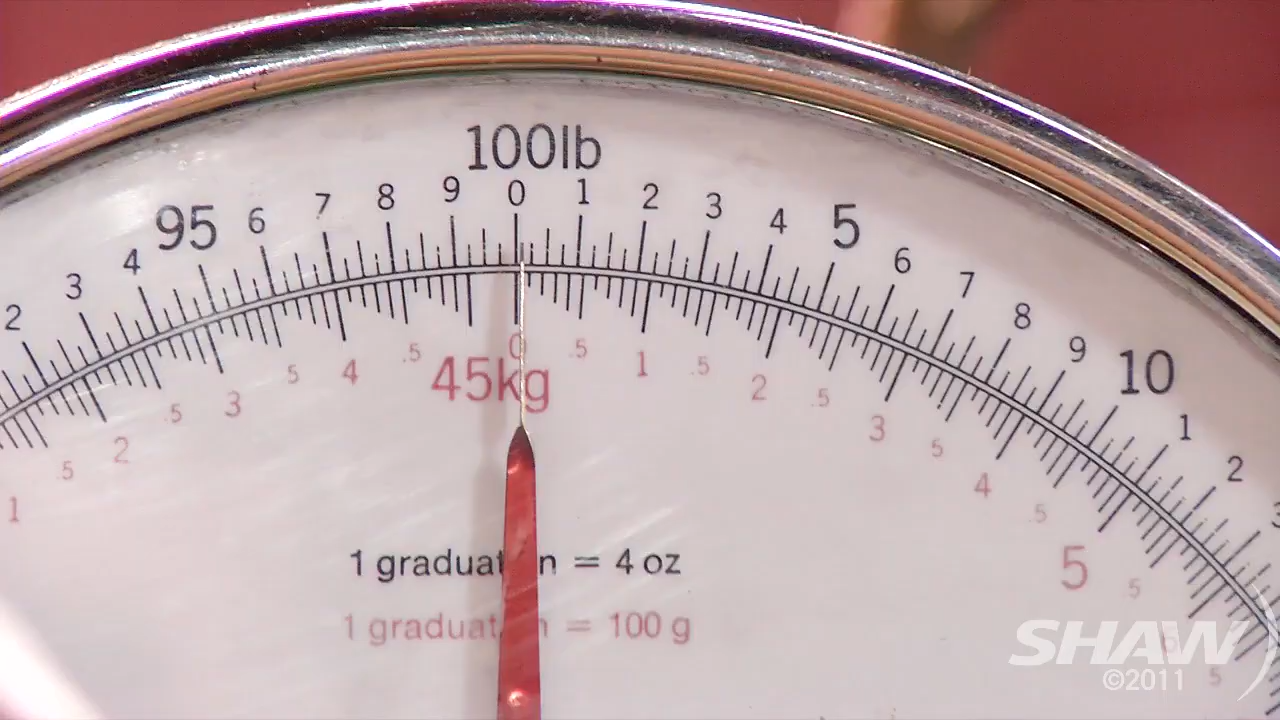 100lb
2 3 4 95 6 7 8 9 0 1 2 3 4 5 6 7 8 9 10 1 2
1 .5 2 .5 3 .5 4 .5 45kg 0 .5 1 .5 2 .5 3 .5 4 .5 5 .5 .5
1 graduat n = 4 oz
1 graduat n = 100 g
SHAW
©2011